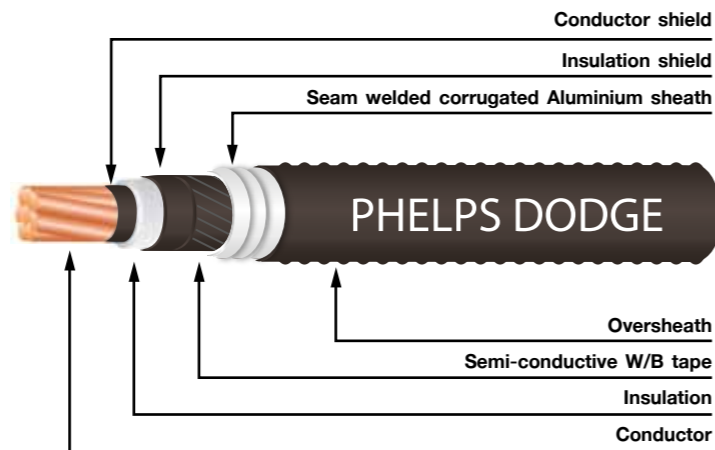 Conductor shield
Insulation shield
Seam welded corrugated Aluminium sheath
PHELPS DODGE
Oversheath
Semi-conductive W/B tape
Insulation
Conductor